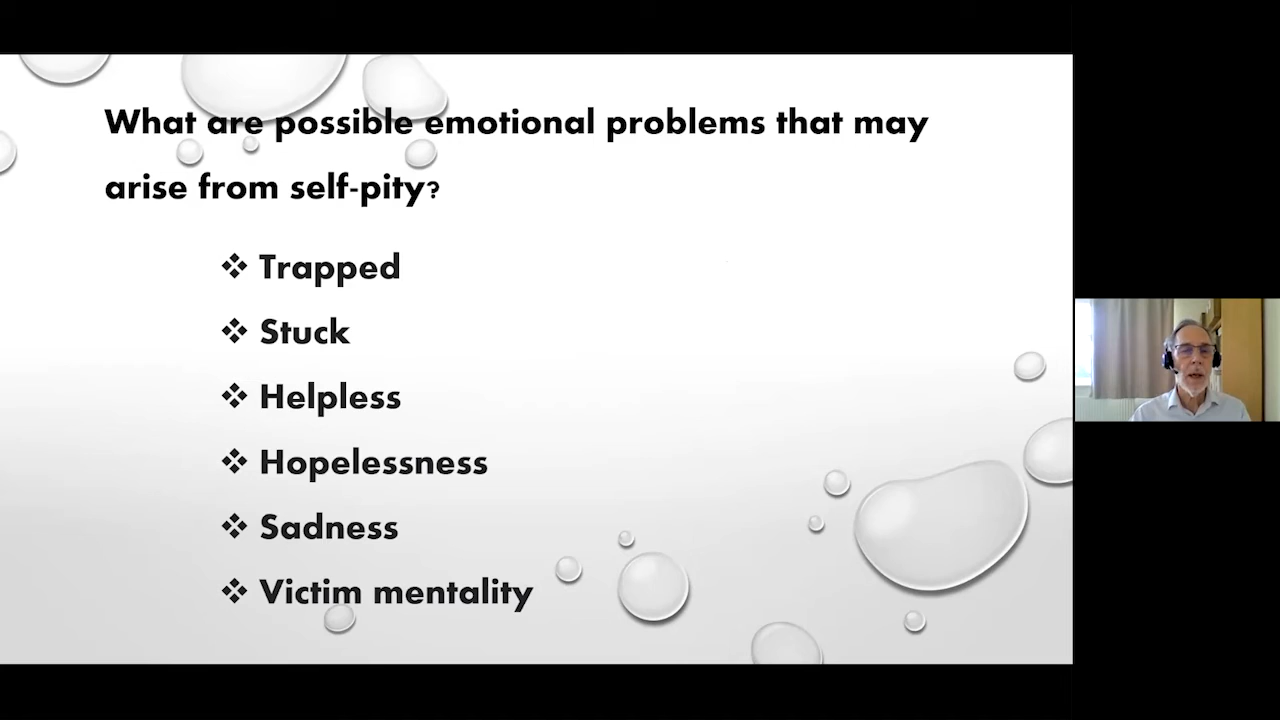 What are possible emotional problems that may
arise from self-pity?
❖ Trapped
❖ Stuck
❖ Helpless
❖ Hopelessness
❖ Sadness
❖ Victim mentality